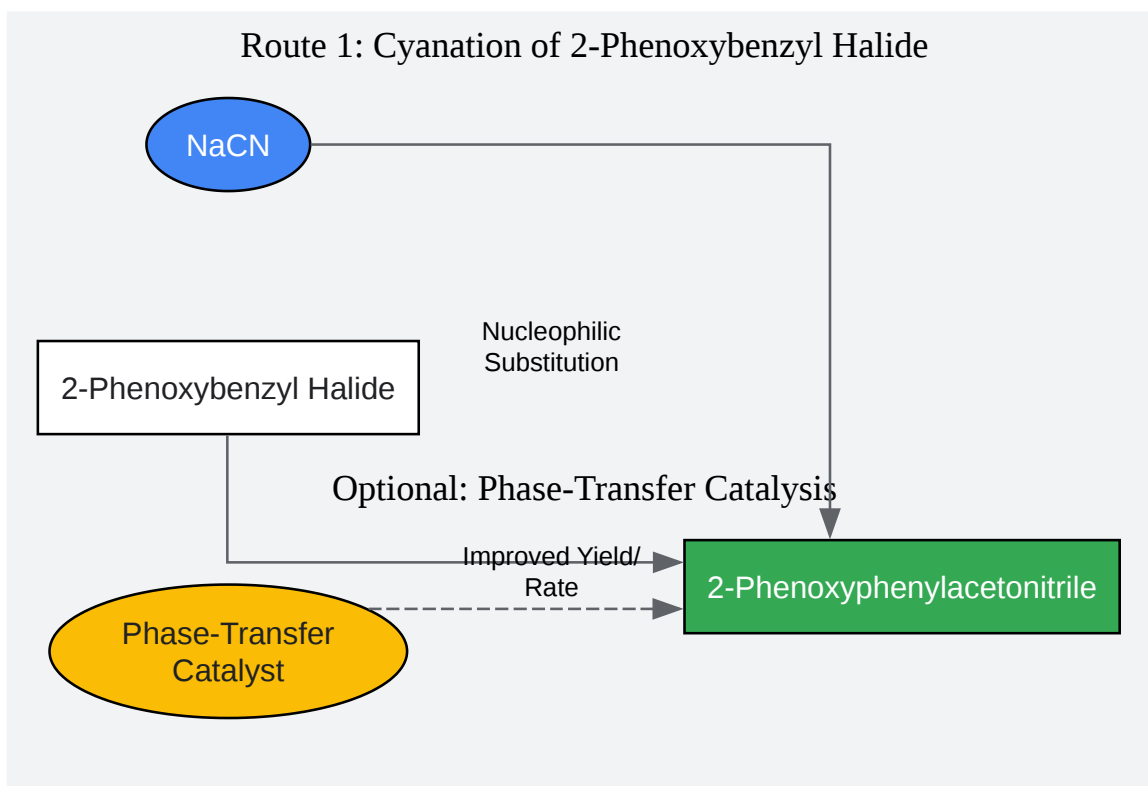 Route 1: Cyanation of 2-Phenoxybenzyl Halide
NaCN
Nucleophilic
Substitution
2-Phenoxybenzyl Halide
Optional: Phase-Transfer Catalysis
Improved Yield/
Rate
2-Phenoxyphenylacetonitrile
Phase-Transfer
Catalyst